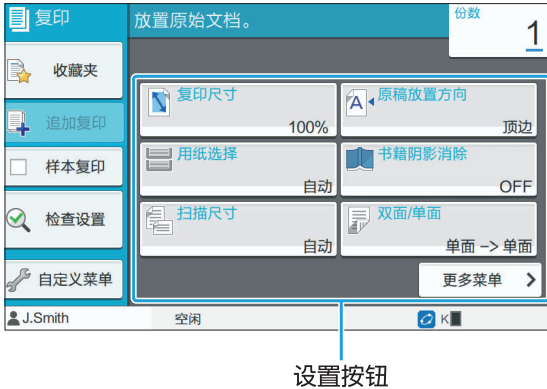 复印
放置原始文档。
份数
1
收藏夹
追加复印
样本复印
检查设置
自定义菜单
复印尺寸
100%
A
原稿放置方向
顶边
用纸选择
自动
书籍阴影消除
OFF
扫描尺寸
自动
双面/单面
单面 -> 单面
更多菜单
J.Smith
空闲
K
设置按钮